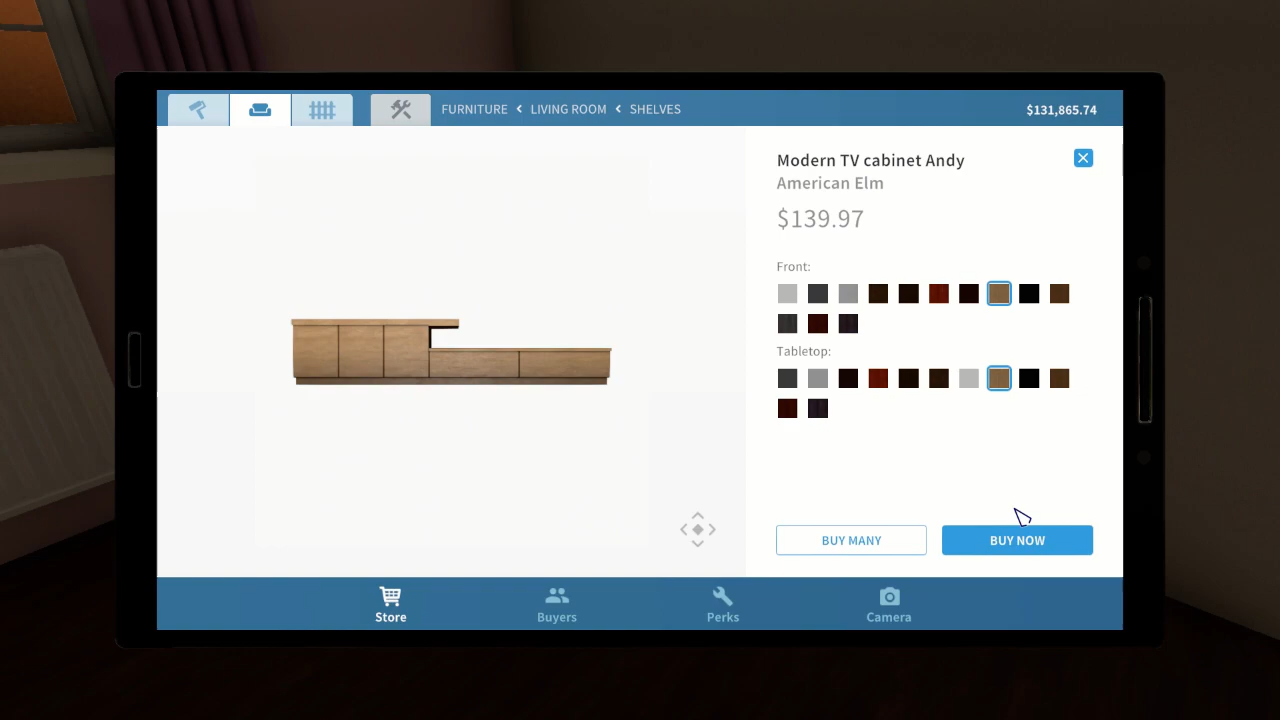 FURNITURE < LIVING ROOM < SHELVES
$131,865.74
Modern TV cabinet Andy
American Elm
$139.97
Front:
Tabletop:
BUY MANY
BUY NOW
Store
Buyers
Perks
Camera